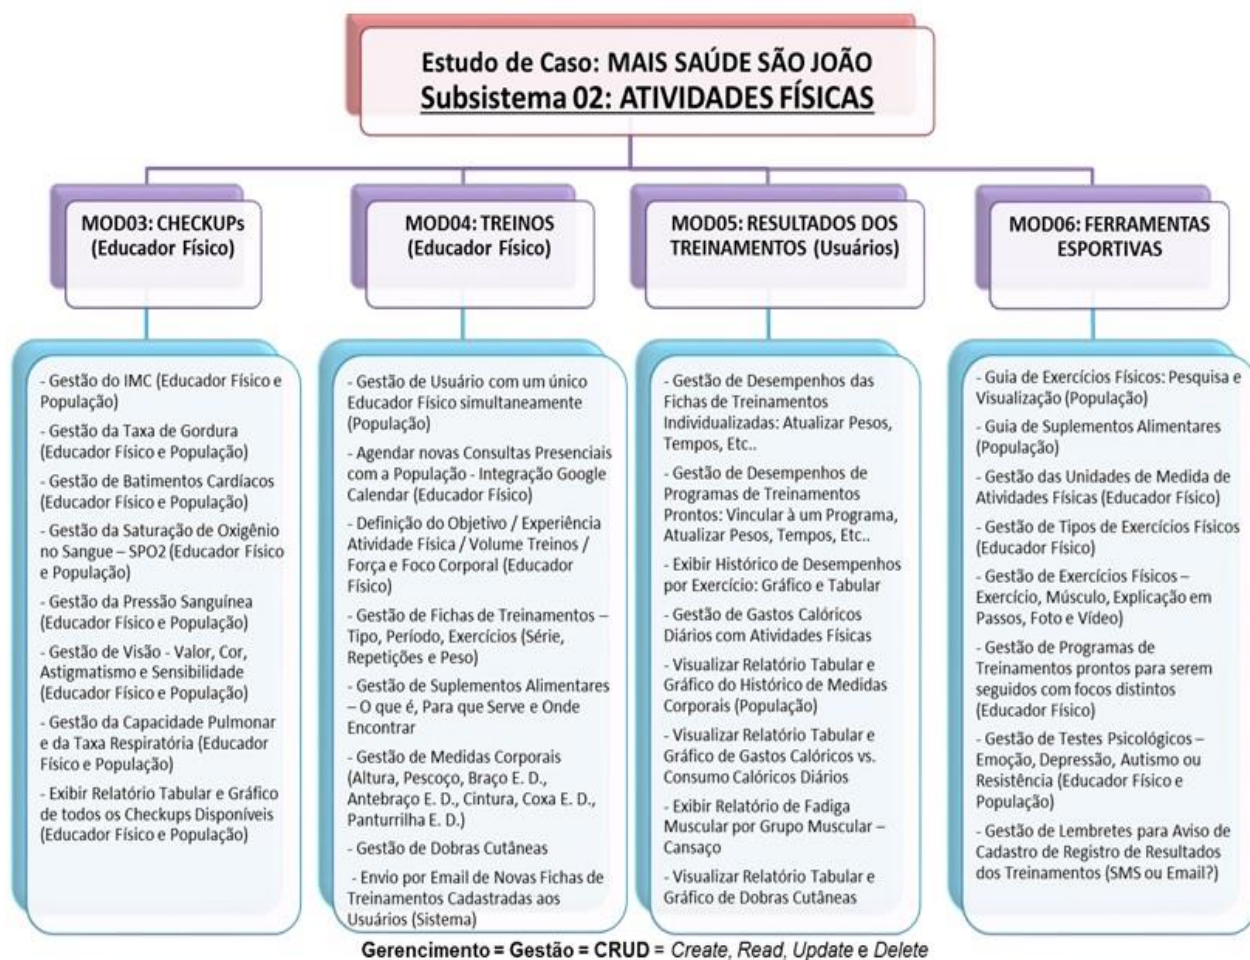 Estudo de Caso: MAIS SAÚDE SÃO JOÃO
Subsistema 02: ATIVIDADES FÍSICAS
MOD03: CHECKUPs
(Educador Físico)
- Gestão do IMC (Educador Físico e
População)
- Gestão da Taxa de Gordura
(Educador Físico e População)
- Gestão de Batimentos Cardíacos
(Educador Físico e População)
- Gestão da Saturação de Oxigênio
no Sangue – SPO2 (Educador Físico
e População)
- Gestão da Pressão Sanguínea
(Educador Físico e População)
- Gestão de Visão - Valor, Cor,
Astigmatismo e Sensibilidade
(Educador Físico e População)
- Gestão da Capacidade Pulmonar
e da Taxa Respiratória (Educador
Físico e População)
- Exibir Relatório Tabular e Gráfico
de todos os Checkups Disponíveis
(Educador Físico e População)
MOD04: TREINOS
(Educador Físico)
- Gestão de Usuário com um único
Educador Físico simultaneamente
(População)
- Agendar novas Consultas Presenciais
com a População - Integração Google
Calendar (Educador Físico)
- Definição do Objetivo / Experiência
Atividade Física / Volume Treinos /
Força e Foco Corporal (Educador
Físico)
- Gestão de Fichas de Treinamentos –
Tipo, Período, Exercícios (Série,
Repetições e Peso)
- Gestão de Suplementos Alimentares
– O que é, Para que Serve e Onde
Encontrar
- Gestão de Medidas Corporais
(Altura, Pescoço, Braço E. D.,
Antebraço E. D., Cintura, Coxa E. D.,
Panturrilha E. D.)
- Gestão de Dobras Cutâneas
- Envio por Email de Novas Fichas de
Treinamentos Cadastradas aos
Usuários (Sistema)
MOD05: RESULTADOS DOS
TREINAMENTOS (Usuários)
- Gestão de Desempenhos das
Fichas de Treinamentos
Individualizadas: Atualizar Pesos,
Tempos, Etc..
- Gestão de Desempenhos de
Programas de Treinamentos
Prontos: Vincular à um Programa,
Atualizar Pesos, Tempos, Etc..
- Exibir Histórico de Desempenhos
por Exercício: Gráfico e Tabular
- Gestão de Gastos Calóricos
Diários com Atividades Físicas
- Visualizar Relatório Tabular e
Gráfico do Histórico de Medidas
Corporais (População)
- Visualizar Relatório Tabular e
Gráfico de Gastos Calóricos vs.
Consumo Calóricos Diários
- Exibir Relatório de Fadiga
Muscular por Grupo Muscular –
Cansaço
- Visualizar Relatório Tabular e
Gráfico de Dobras Cutâneas
MOD06: FERRAMENTAS
ESPORTIVAS
- Guia de Exercícios Físicos: Pesquisa e
Visualização (População)
- Guia de Suplementos Alimentares
(População)
- Gestão das Unidades de Medida de
Atividades Físicas (Educador Físico)
- Gestão de Tipos de Exercícios Físicos
(Educador Físico)
- Gestão de Exercícios Físicos –
Exercício, Músculo, Explicação em
Passos, Foto e Vídeo)
- Gestão de Programas de
Treinamentos prontos para serem
seguidos com focos distintos
(Educador Físico)
- Gestão de Testes Psicológicos –
Emoção, Depressão, Autismo ou
Resistência (Educador Físico e
População)
- Gestão de Lembretes para Aviso de
Cadastro de Registro de Resultados
dos Treinamentos (SMS ou Email?)
Gerencimento = Gestão = CRUD = Create, Read, Update e Delete